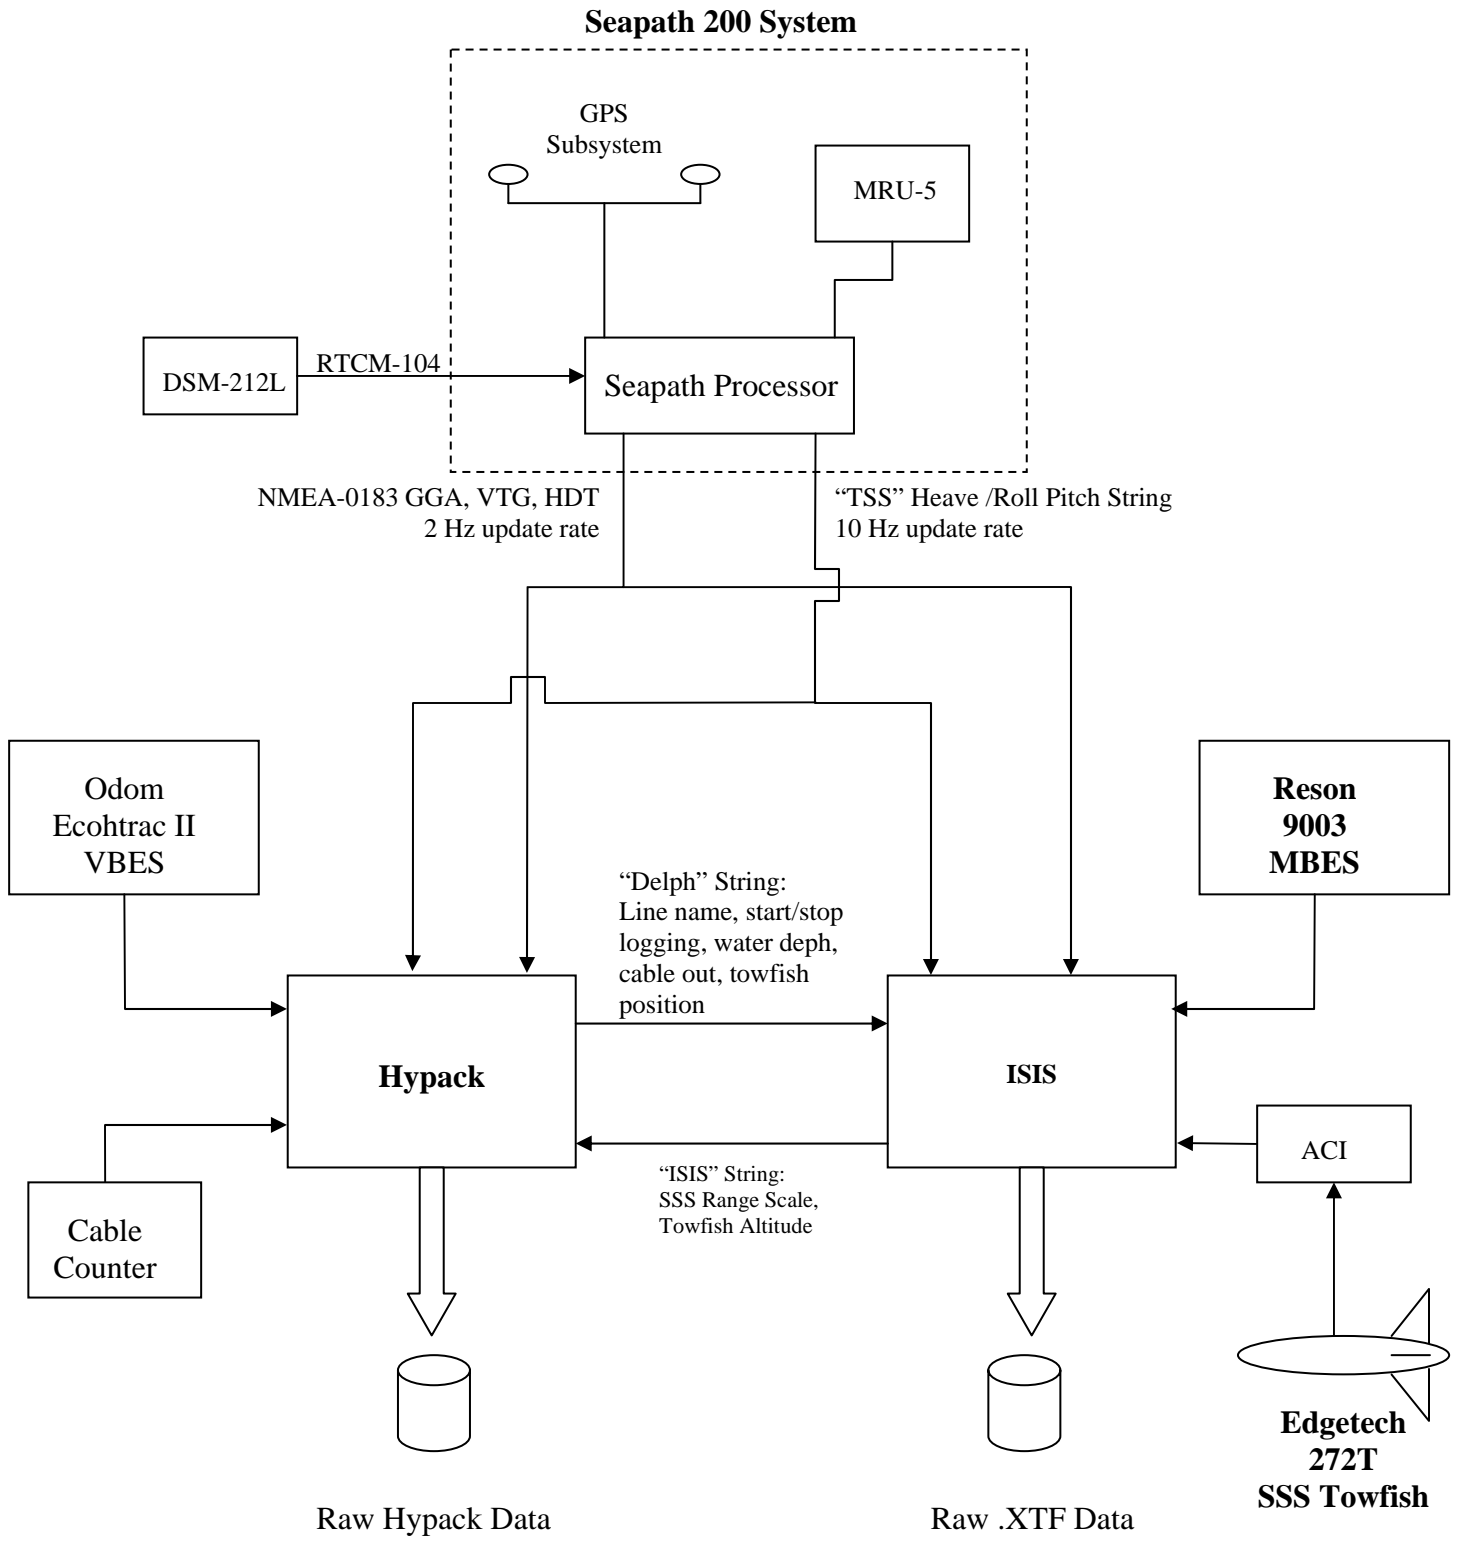 Seapath 200 System
GPS
Subsystem
MRU-5
DSM-212L
RTCM-104
Seapath Processor
NMEA-0183 GGA, VTG, HDT
2 Hz update rate
“TSS” Heave /Roll Pitch String
10 Hz update rate
Odom
Ecohtrac II
VBES
Reson
9003
MBES
“Delph” String:
Line name, start/stop
logging, water deph,
cable out, towfish
position
Hypack
ISIS
ACI
“ISIS” String:
SSS Range Scale,
Towfish Altitude
Cable
Counter
Edgetech
272T
SSS Towfish
Raw Hypack Data
Raw .XTF Data